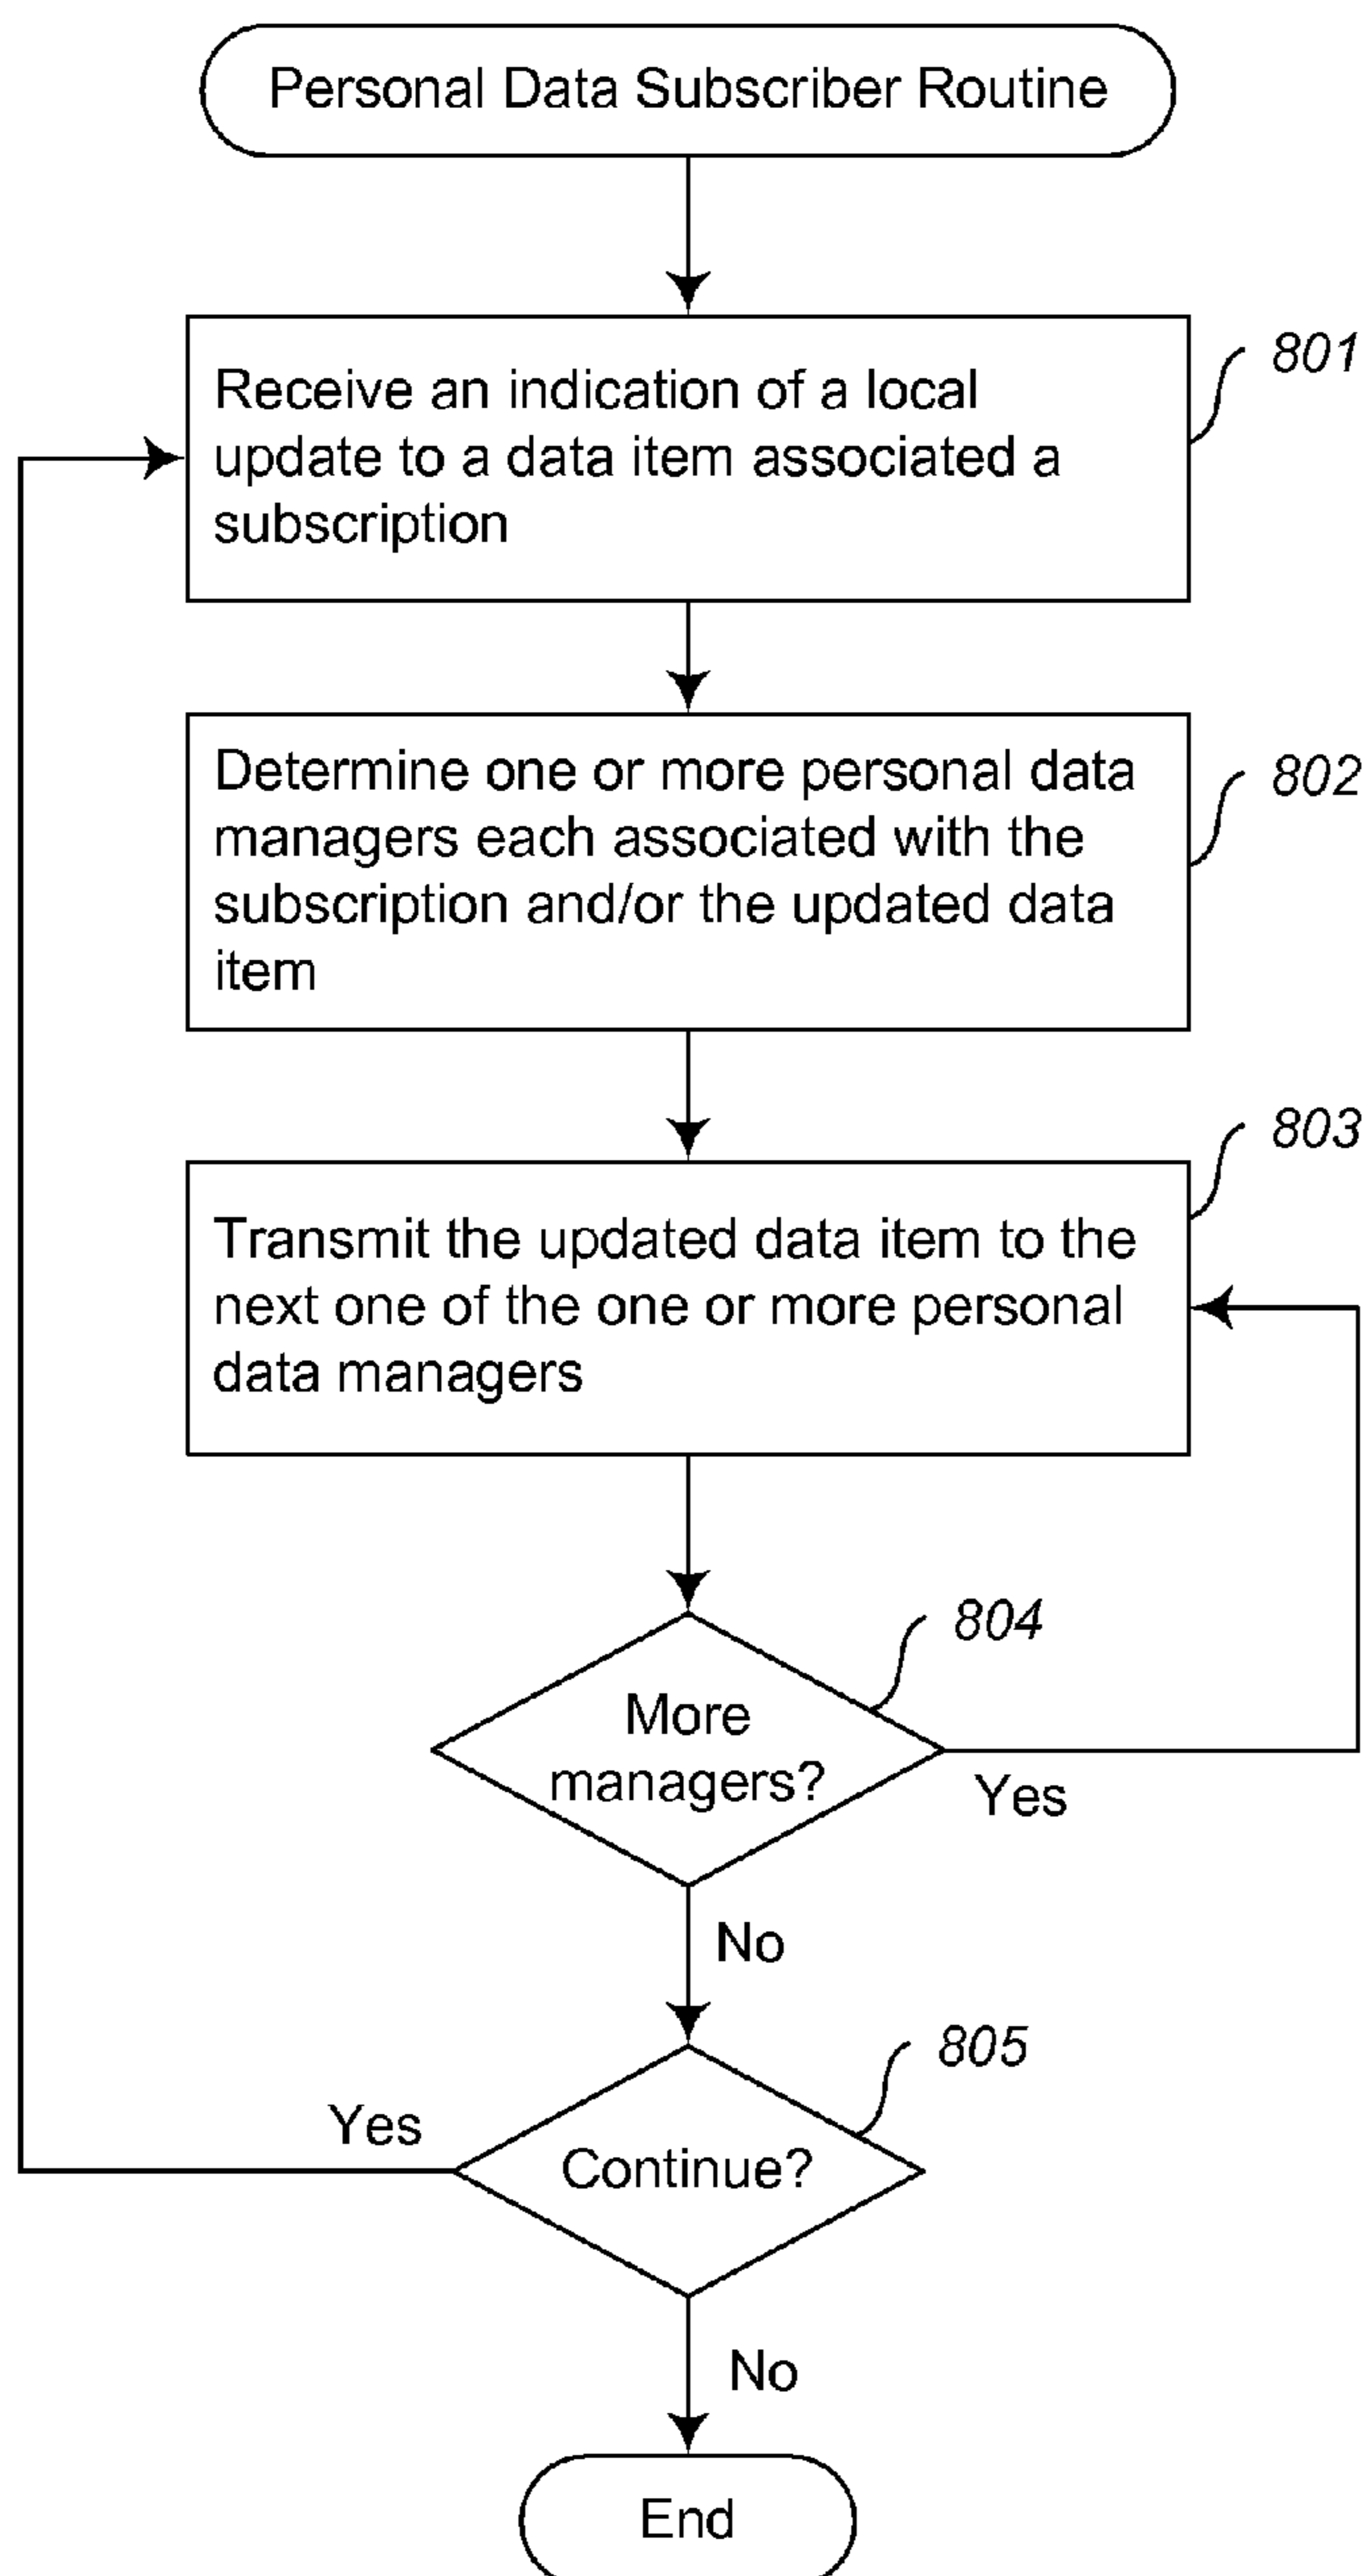 Personal Data Subscriber Routine
801
Receive an indication of a local
update to a data item associated a
subscription
802
Determine one or more personal data
managers each associated with the
subscription and/or the updated data
item
803
Transmit the updated data item to the
next one of the one or more personal
data managers
804
More
managers?
Yes
No
805
Yes
Continue?
No
End